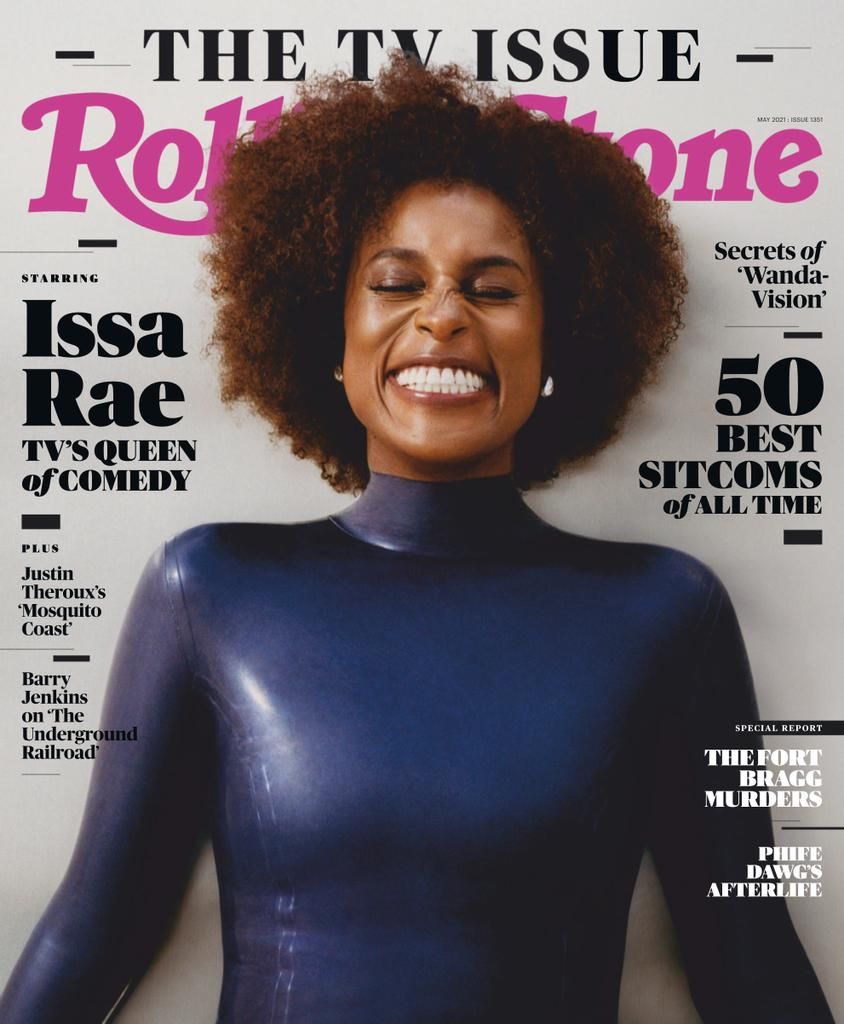 THE TV ISSUE
Rolling Stone
MAY 2021 : ISSUE 1351
STARRING
Issa
Rae
TV'S QUEEN
of COMEDY
PLUS
Justin
Theroux's
‘Mosquito
Coast’
Barry
Jenkins
on ‘The
Underground
Railroad’
Secrets of
‘Wanda-
Vision’
50
BEST
SITCOMS
of ALL TIME
SPECIAL REPORT
THE FORT
BRAGG
MURDERS
PHIFE
DAWG'S
AFTERLIFE